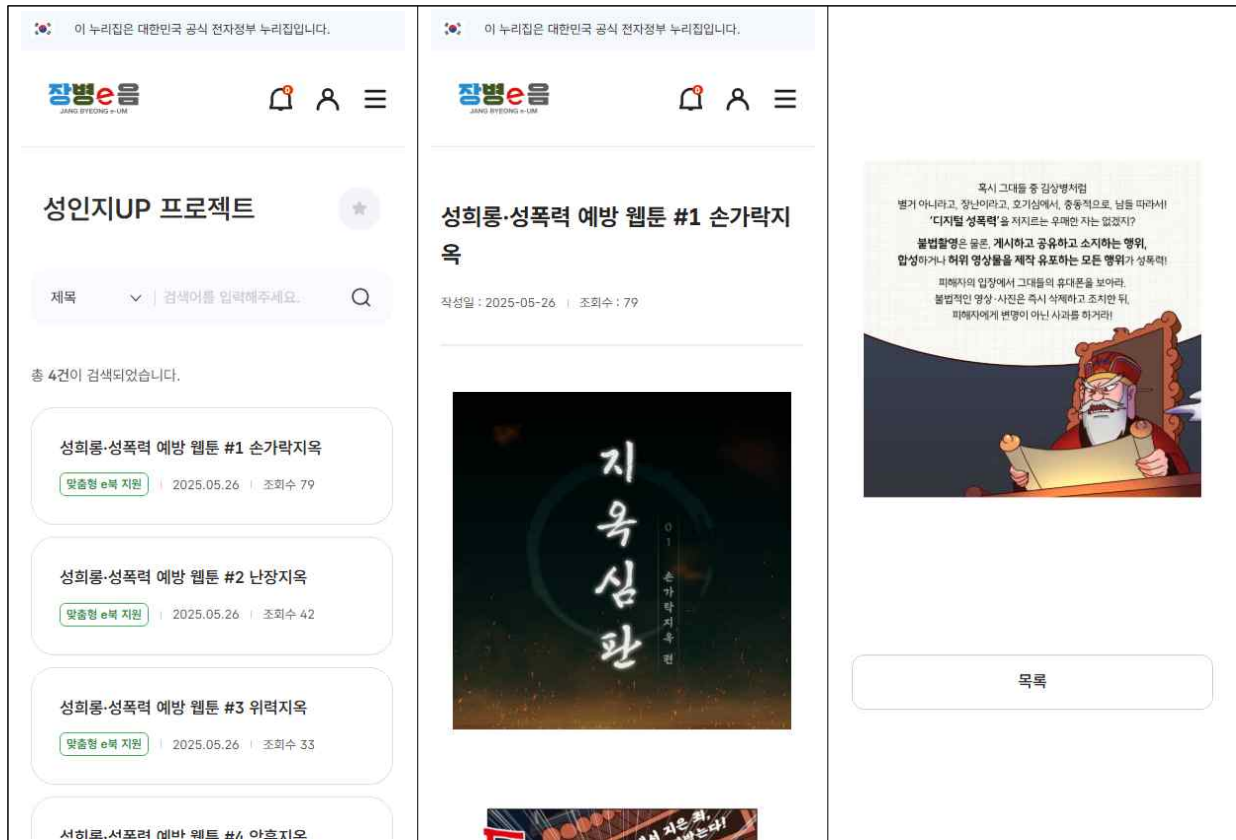 이 누리집은 대한민국 공식 전자정부 누리집입니다.
장병e음
JANG BYEONG e-UM
0
성인지UP 프로젝트
제목
검색어를 입력해주세요.
총 4건이 검색되었습니다.
성희롱·성폭력 예방 웹툰 #1 손가락지옥
맞춤형 e북 지원 2025.05.26 조회수 79
성희롱·성폭력 예방 웹툰 #2 난장지옥
맞춤형 e북 지원 2025.05.26 조회수 42
성희롱·성폭력 예방 웹툰 #3 위력지옥
맞춤형 e북 지원 2025.05.26 조회수 33
성희롱·성폭력 예방 웹툰 #4
이 누리집은 대한민국 공식 전자정부 누리집입니다.
장병e음
JANG BYEONG e-UM
0
성희롱·성폭력 예방 웹툰 #1 손가락지
옥
작성일 : 2025-05-26 조회수 : 79
지옥심판
01 손가락지옥 편
혹시 그대들 중 김상병처럼
별거 아니라고, 장난이라고, 호기심에서, 충동적으로, 남들 따라서!
'디지털 성폭력'을 저지르는 우매한 자는 없겠지?
불법촬영은 물론, 게시하고 공유하고 소지하는 행위,
합성하거나 허위 영상물을 제작 유포하는 모든 행위가 성폭력!
피해자의 입장에서 그대들의 휴대폰을 보아라.
불법적인 영상·사진은 즉시 삭제하고 조치한 뒤,
피해자에게 변명이 아닌 사과를 하거라!
목록